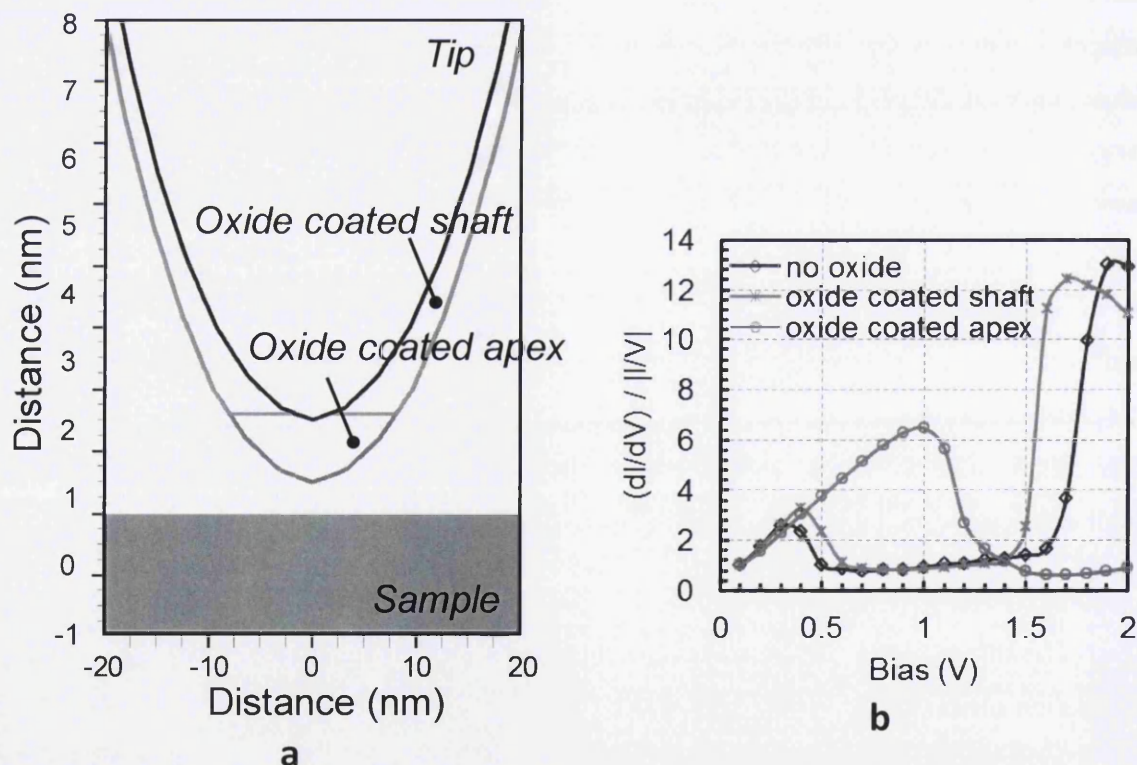 8
7
6
5
4
3
2
1
0
-1
Distance (nm)
Tip
Oxide coated shaft
Oxide coated apex
Sample
-20 -10 0 10 20
Distance (nm)
a
14
12
10
8
6
4
2
0
(dI/dV) / |I/V|
no oxide
oxide coated shaft
oxide coated apex
0 0.5 1 1.5 2
Bias (V)
b